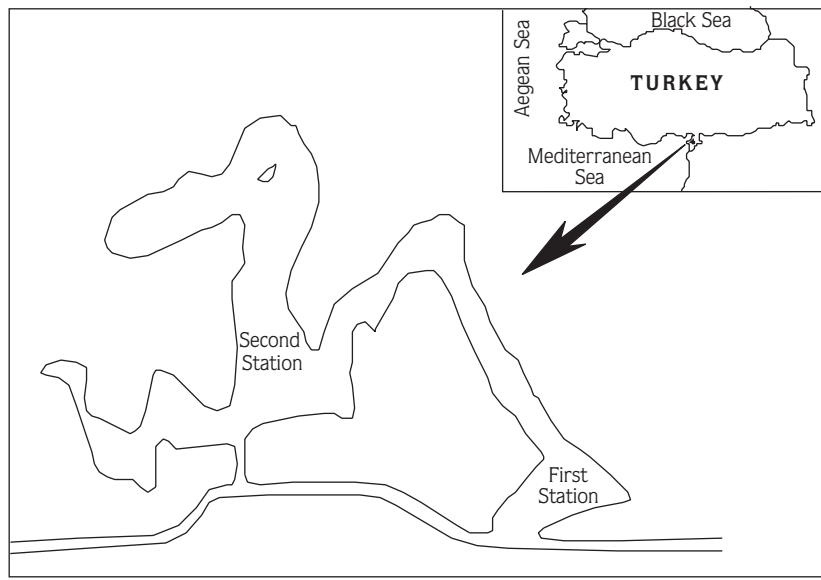 Black Sea
Aegean Sea
TURKEY
Mediterranean
Sea
Second
Station
First
Station